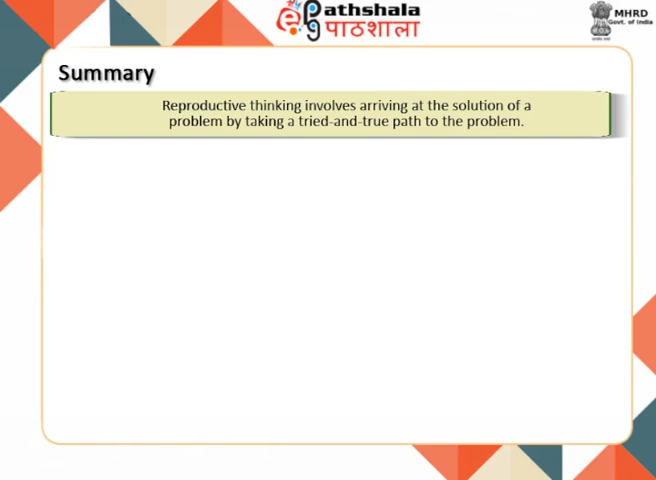 epg Pathshala
पाठशाला
MHRD
Govt. of India
Summary
Reproductive thinking involves arriving at the solution of a
problem by taking a tried-and-true path to the problem.